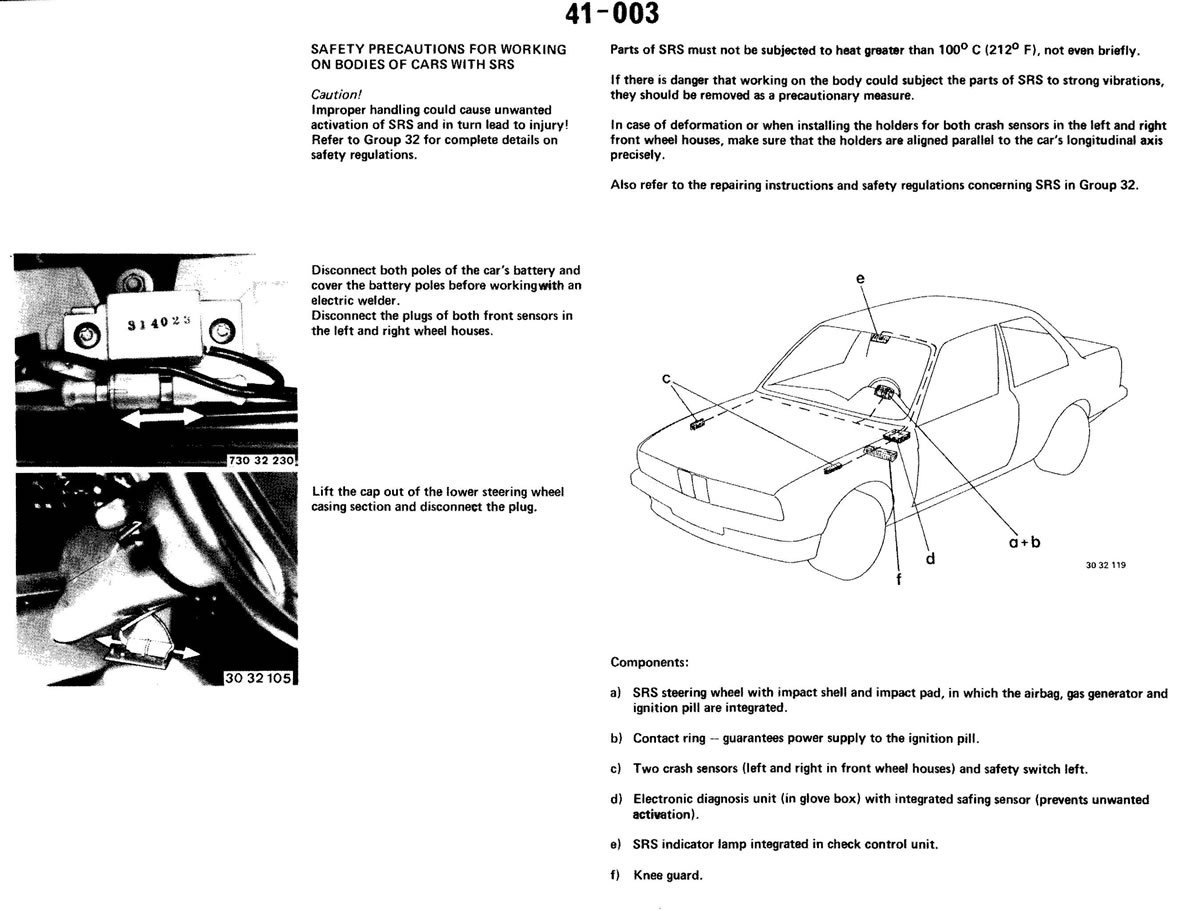 41-003
SAFETY PRECAUTIONS FOR WORKING
ON BODIES OF CARS WITH SRS
Caution!
Improper handling could cause unwanted
activation of SRS and in turn lead to injury!
Refer to Group 32 for complete details on
safety regulations.
Parts of SRS must not be subjected to heat greater than 100⁰ C (212⁰ F), not even briefly.
If there is danger that working on the body could subject the parts of SRS to strong vibrations,
they should be removed as a precautionary measure.
In case of deformation or when installing the holders for both crash sensors in the left and right
front wheel houses, make sure that the holders are aligned parallel to the car's longitudinal axis
precisely.
Also refer to the repairing instructions and safety regulations concerning SRS in Group 32.
S14023
730 32 230
Disconnect both poles of the car's battery and
cover the battery poles before working with an
electric welder.
Disconnect the plugs of both front sensors in
the left and right wheel houses.
30 32 105
Lift the cap out of the lower steering wheel
casing section and disconnect the plug.
e
c
a+b
d
f
30 32 119
Components:
a) SRS steering wheel with impact shell and impact pad, in which the airbag, gas generator and
ignition pill are integrated.
b) Contact ring -- guarantees power supply to the ignition pill.
c) Two crash sensors (left and right in front wheel houses) and safety switch left.
d) Electronic diagnosis unit (in glove box) with integrated safing sensor (prevents unwanted
activation).
e) SRS indicator lamp integrated in check control unit.
f) Knee guard.